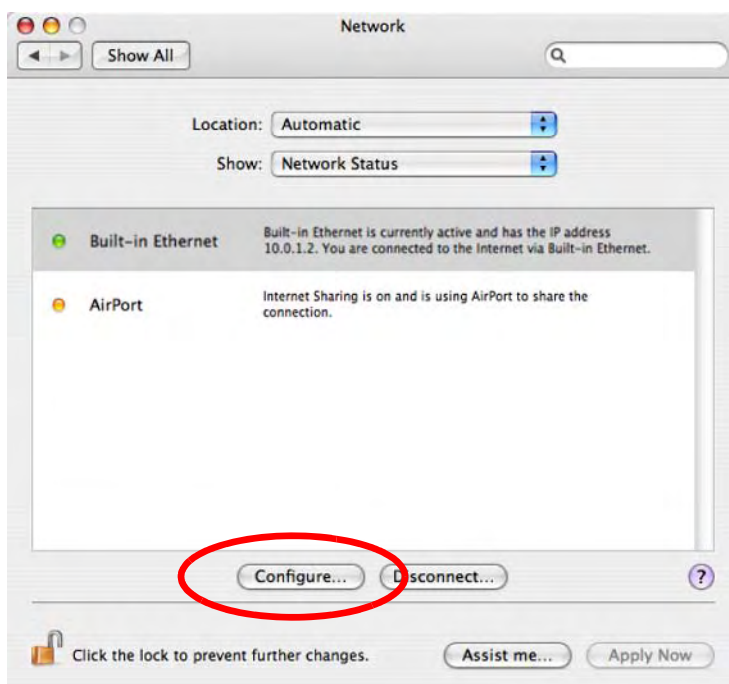 Network
Show All
Location: Automatic
Show: Network Status
Built-in Ethernet
Built-in Ethernet is currently active and has the IP address
10.0.1.2. You are connected to the Internet via Built-in Ethernet.
AirPort
Internet Sharing is on and is using AirPort to share the
connection.
Configure... Disconnect... ?
Click the lock to prevent further changes. Assist me... Apply Now